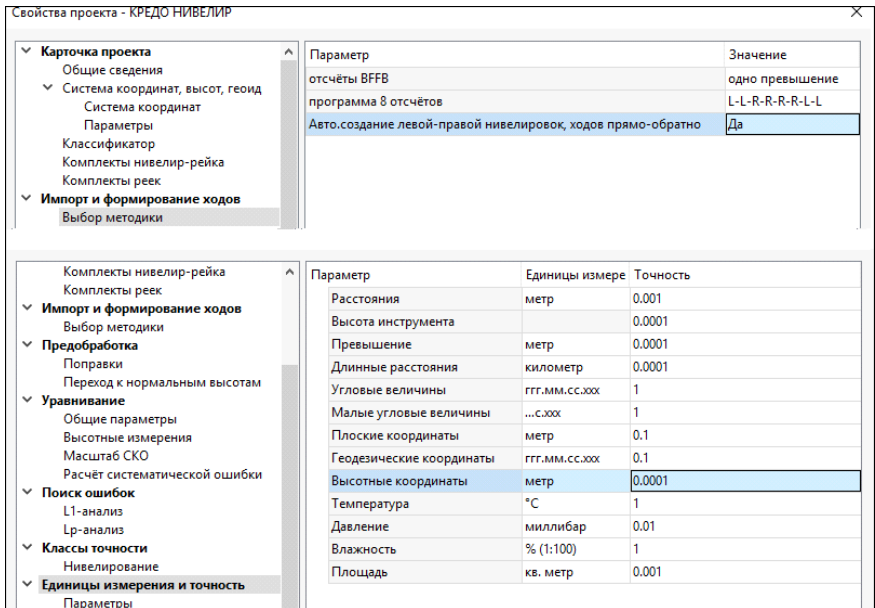 Свойства проекта - КРЕДО НИВЕЛИР
Карточка проекта
Общие сведения
Система координат, высот, геоид
Система координат
Параметры
Классификатор
Комплекты нивелир-рейка
Комплекты реек
Импорт и формирование ходов
Выбор методики
Параметр Значение
отсчёты BFFB одно превышение
программа 8 отсчётов L-L-R-R-R-R-L-L
Авто.создание левой-правой нивелировок, ходов прямо-обратно Да
Комплекты нивелир-рейка
Комплекты реек
Импорт и формирование ходов
Выбор методики
Предобработка
Поправки
Переход к нормальным высотам
Уравнивание
Общие параметры
Высотные измерения
Масштаб СКО
Расчёт систематической ошибки
Поиск ошибок
L1-анализ
Lp-анализ
Классы точности
Нивелирование
Единицы измерения и точность
Параметры
Параметр Единицы измере Точность
Расстояния метр 0.001
Высота инструмента 0.0001
Превышение метр 0.0001
Длинные расстояния километр 0.0001
Угловые величины ггг.мм.сс.xxx 1
Малые угловые величины ...с.xxx 1
Плоские координаты метр 0.1
Геодезические координаты ггг.мм.сс.xxx 0.1
Высотные координаты метр 0.0001
Температура °C 1
Давление миллибар 0.01
Влажность % (1:100) 1
Площадь кв. метр 0.001